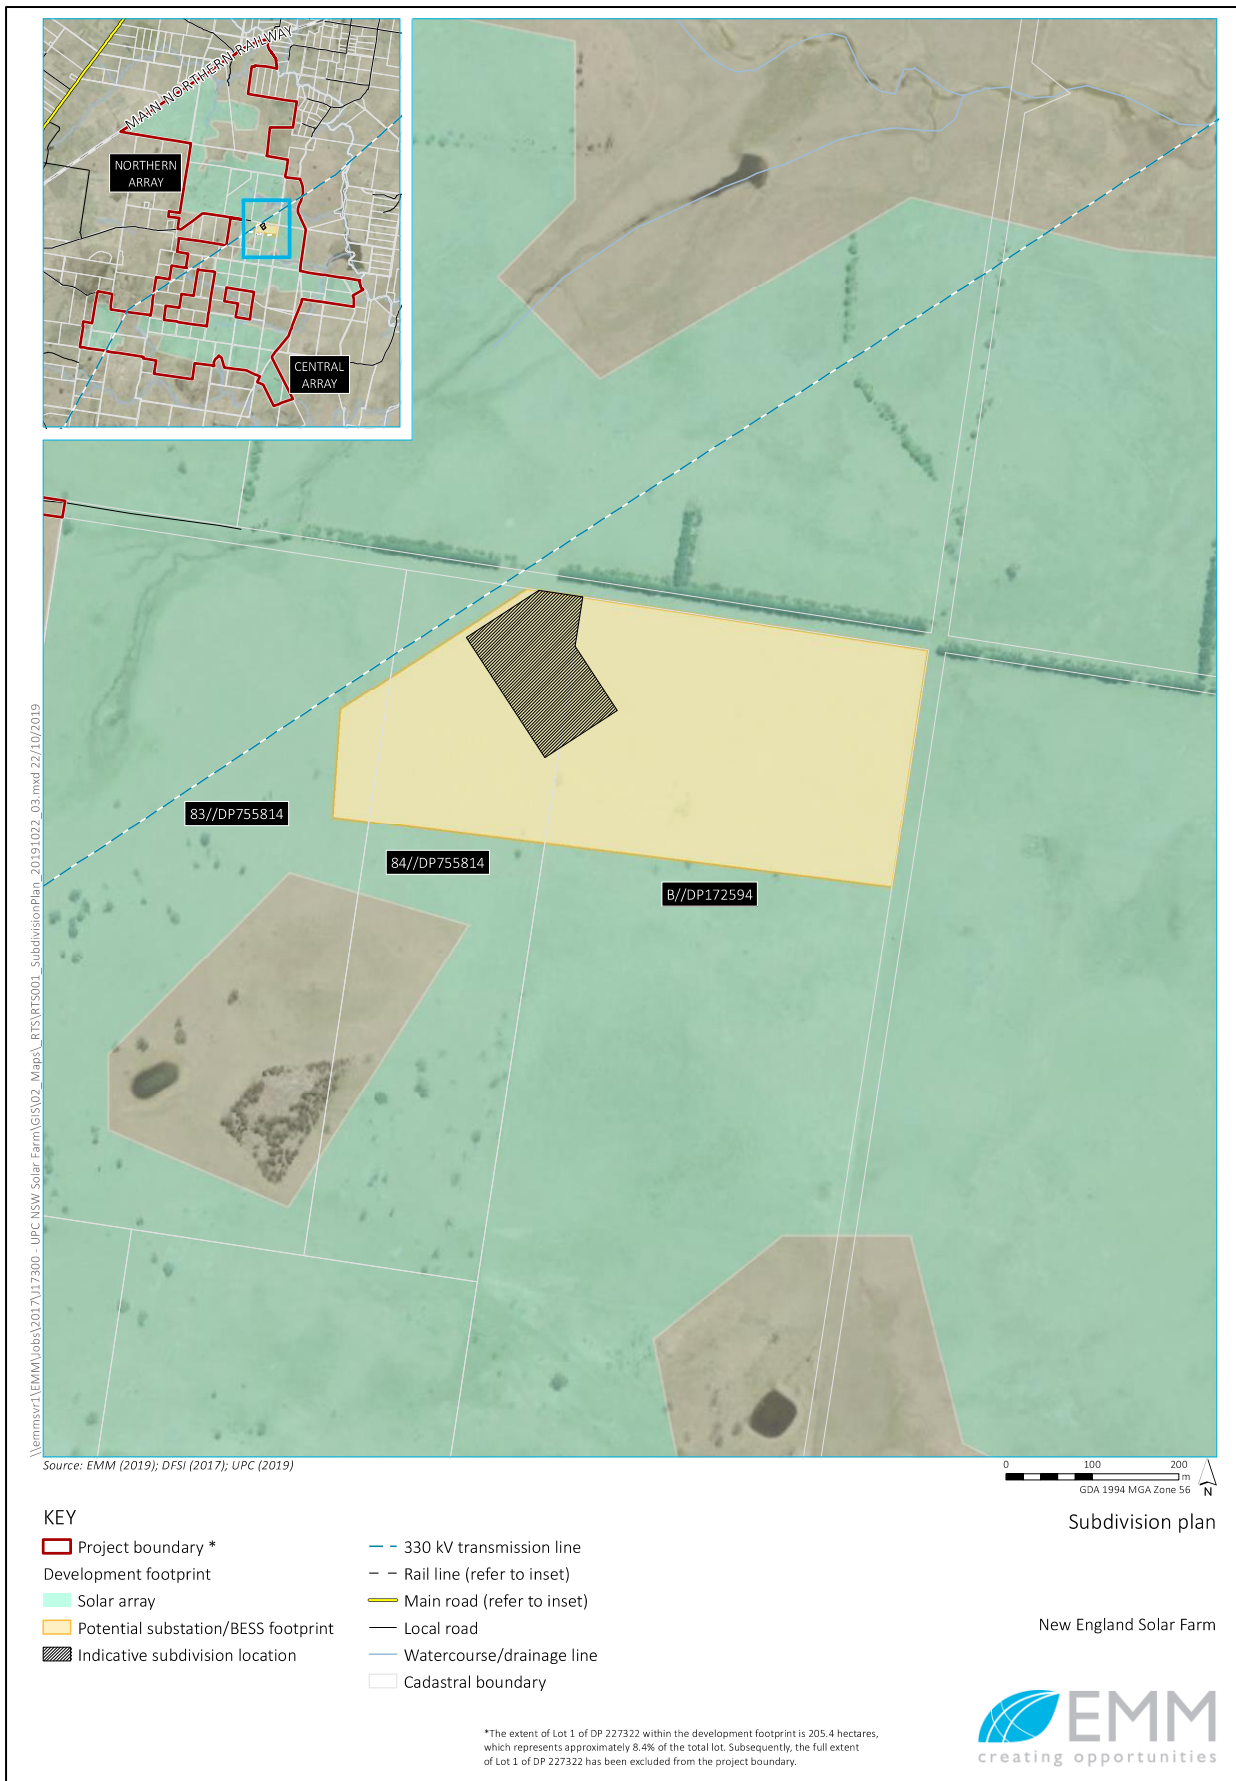 MAIN NORTHERN RAILWAY
NORTHERN
ARRAY
CENTRAL
ARRAY
83//DP755814
84//DP755814
B//DP172594
\\emmsvr1\EMM\Jobs\2017\J17300 - UPC NSW Solar Farm\GIS\02_Maps\_RTS\RTS001_SubdivisionPlan_20191022_03.mxd 22/10/2019
Source: EMM (2019); DFSI (2017); UPC (2019)
0 100 200
m
GDA 1994 MGA Zone 56
N
KEY
Project boundary *
Development footprint
Solar array
Potential substation/BESS footprint
Indicative subdivision location
330 kV transmission line
Rail line (refer to inset)
Main road (refer to inset)
Local road
Watercourse/drainage line
Cadastral boundary
Subdivision plan
New England Solar Farm
*The extent of Lot 1 of DP 227322 within the development footprint is 205.4 hectares,
which represents approximately 8.4% of the total lot. Subsequently, the full extent
of Lot 1 of DP 227322 has been excluded from the project boundary.
EMM
creating opportunities